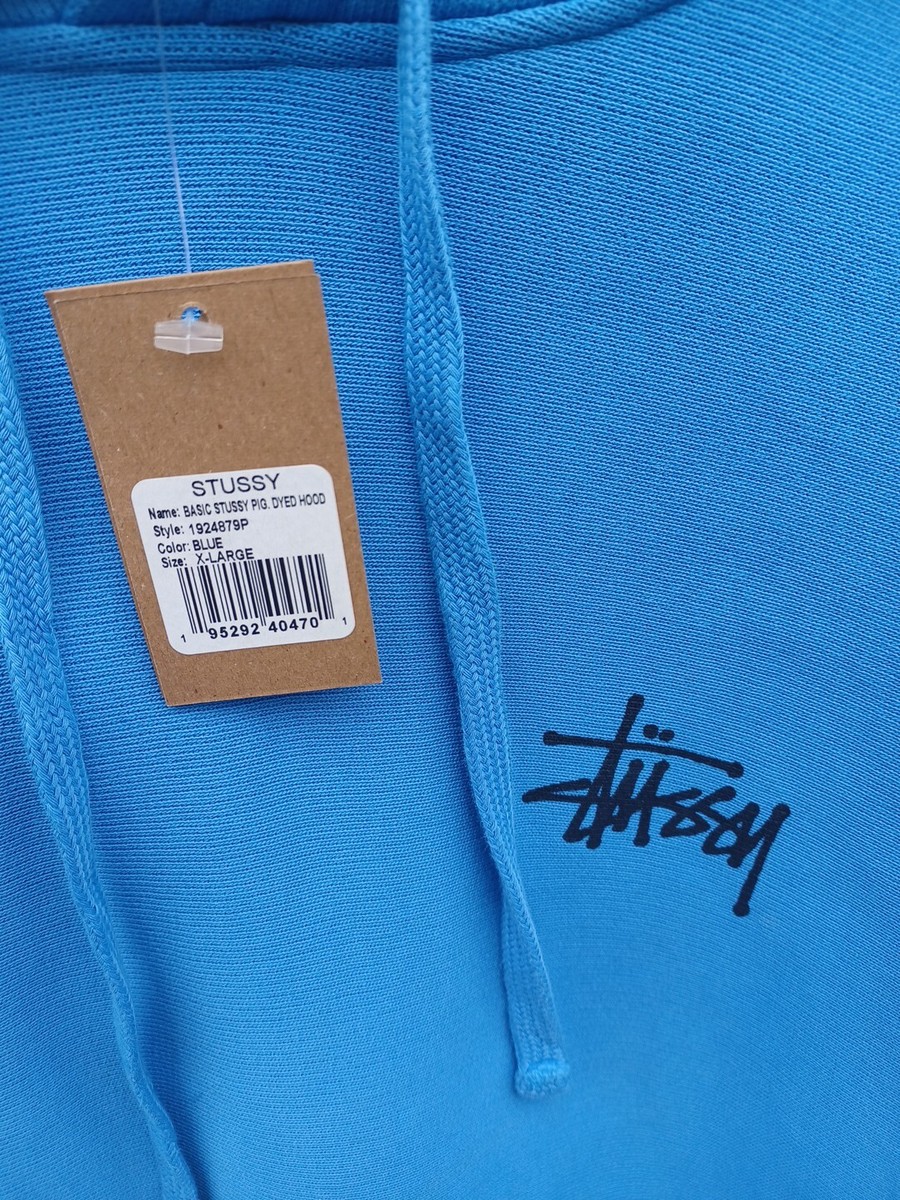 STUSSY
Name: BASIC STUSSY PIG. DYED HOOD
Style: 1924879P
Color: BLUE
Size: X-LARGE
1 95292 40470 1
Stüssy